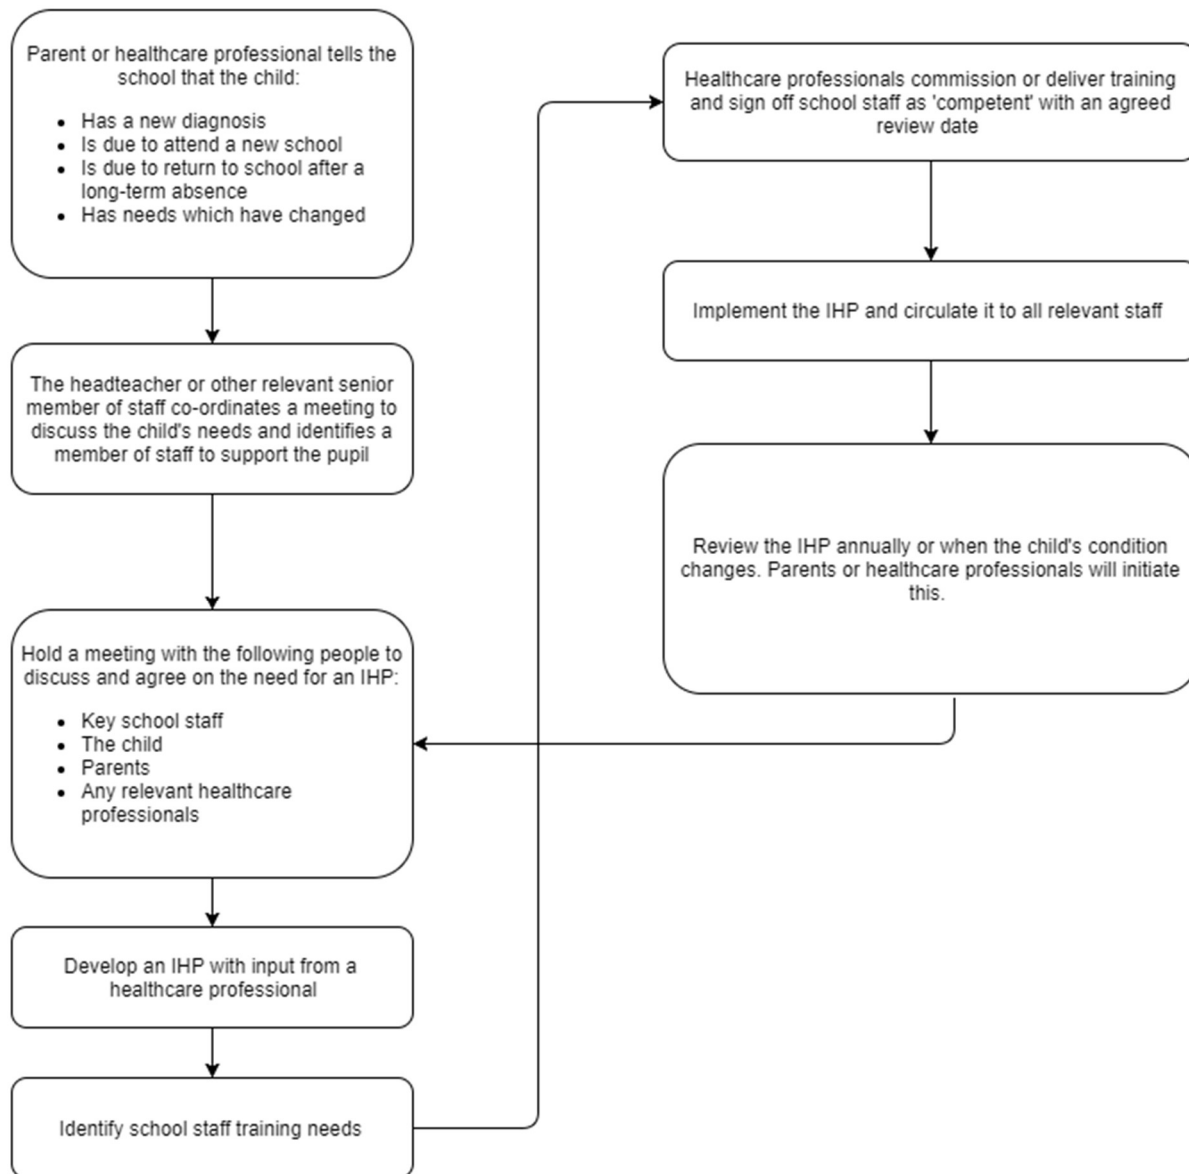 Parent or healthcare professional tells the
school that the child:
• Has a new diagnosis
• Is due to attend a new school
• Is due to return to school after a
long-term absence
• Has needs which have changed
The headteacher or other relevant senior
member of staff co-ordinates a meeting to
discuss the child's needs and identifies a
member of staff to support the pupil
Hold a meeting with the following people to
discuss and agree on the need for an IHP:
• Key school staff
• The child
• Parents
• Any relevant healthcare
professionals
Develop an IHP with input from a
healthcare professional
Identify school staff training needs
Healthcare professionals commission or deliver training
and sign off school staff as 'competent' with an agreed
review date
Implement the IHP and circulate it to all relevant staff
Review the IHP annually or when the child's condition
changes. Parents or healthcare professionals will initiate
this.